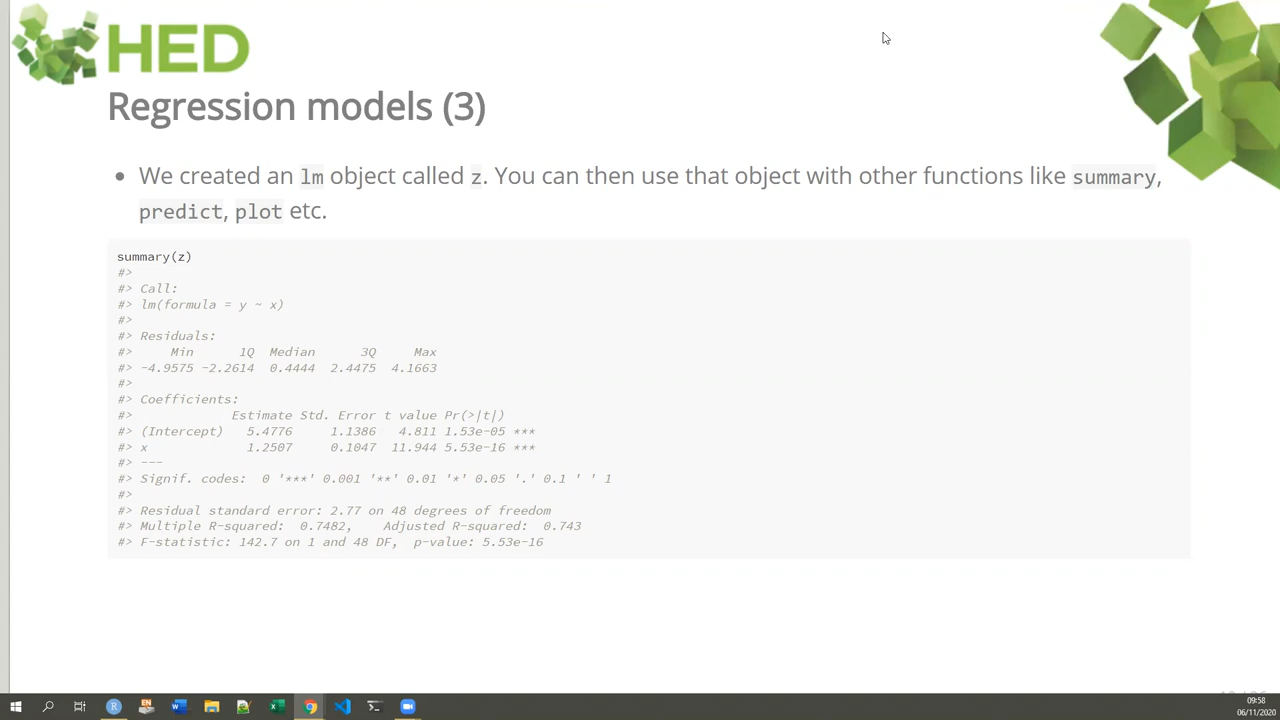 HED
Regression models (3)
• We created an lm object called z. You can then use that object with other functions like summary,
predict, plot etc.
summary(z)
#>
#> Call:
#> lm(formula = y ~ x)
#>
#> Residuals:
#>     Min      1Q  Median      3Q     Max
#> -4.9575 -2.2614  0.4444  2.4475  4.1663
#>
#> Coefficients:
#>             Estimate Std. Error t value Pr(>|t|)
#> (Intercept)   5.4776     1.1386   4.811 1.53e-05 ***
#> x             1.2507     0.1047  11.944 5.53e-16 ***
#> ---
#> Signif. codes:  0 '***' 0.001 '**' 0.01 '*' 0.05 '.' 0.1 ' ' 1
#>
#> Residual standard error: 2.77 on 48 degrees of freedom
#> Multiple R-squared:  0.7482,    Adjusted R-squared:  0.743
#> F-statistic: 142.7 on 1 and 48 DF,  p-value: 5.53e-16
EN
09:58
06/11/2020